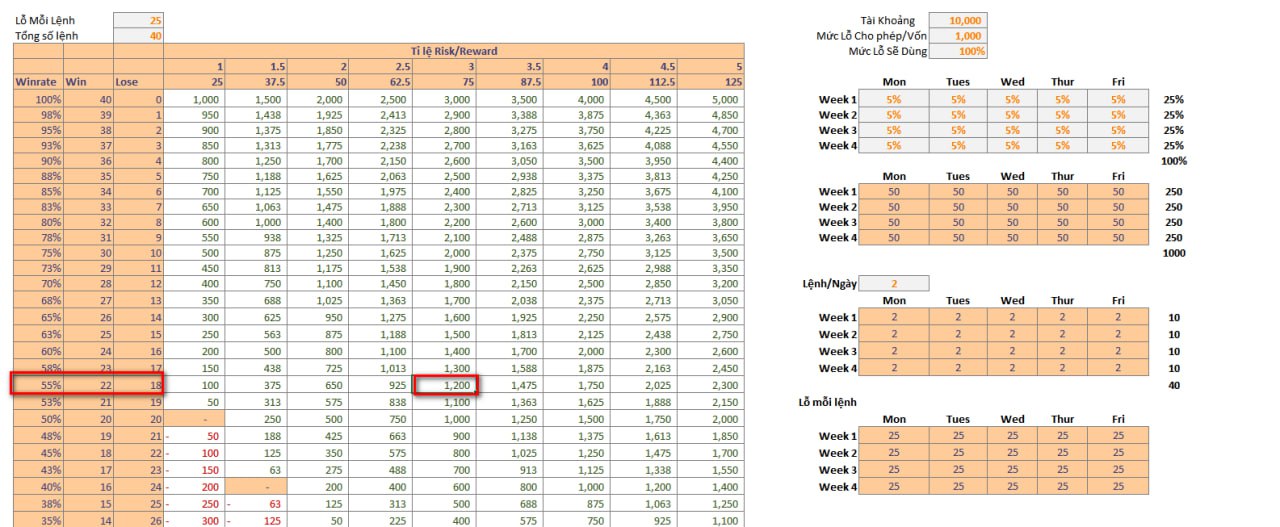 Lỗ Mỗi Lệnh 25
Tổng số lệnh 40
Tỉ lệ Risk/Reward
1 1.5 2 2.5 3 3.5 4 4.5 5
Winrate Win Lose 25 37.5 50 62.5 75 87.5 100 112.5 125
100% 40 0 1,000 1,500 2,000 2,500 3,000 3,500 4,000 4,500 5,000
98% 39 1 950 1,438 1,925 2,413 2,900 3,388 3,875 4,363 4,850
95% 38 2 900 1,375 1,850 2,325 2,800 3,275 3,750 4,225 4,700
93% 37 3 850 1,313 1,775 2,238 2,700 3,163 3,625 4,088 4,550
90% 36 4 800 1,250 1,700 2,150 2,600 3,050 3,500 3,950 4,400
88% 35 5 750 1,188 1,625 2,063 2,500 2,938 3,375 3,813 4,250
85% 34 6 700 1,125 1,550 1,975 2,400 2,825 3,250 3,675 4,100
83% 33 7 650 1,063 1,475 1,888 2,300 2,713 3,125 3,538 3,950
80% 32 8 600 1,000 1,400 1,800 2,200 2,600 3,000 3,400 3,800
78% 31 9 550 938 1,325 1,713 2,100 2,488 2,875 3,263 3,650
75% 30 10 500 875 1,250 1,625 2,000 2,375 2,750 3,125 3,500
73% 29 11 450 813 1,175 1,538 1,900 2,263 2,625 2,988 3,350
70% 28 12 400 750 1,100 1,450 1,800 2,150 2,500 2,850 3,200
68% 27 13 350 688 1,025 1,363 1,700 2,038 2,375 2,713 3,050
65% 26 14 300 625 950 1,275 1,600 1,925 2,250 2,575 2,900
63% 25 15 250 563 875 1,188 1,500 1,813 2,125 2,438 2,750
60% 24 16 200 500 800 1,100 1,400 1,700 2,000 2,300 2,600
58% 23 17 150 438 725 1,013 1,300 1,588 1,875 2,163 2,450
55% 22 18 100 375 650 925 1,200 1,475 1,750 2,025 2,300
53% 21 19 50 313 575 838 1,100 1,363 1,625 1,888 2,150
50% 20 20 - 250 500 750 1,000 1,250 1,500 1,750 2,000
48% 19 21 - 50 188 425 663 900 1,138 1,375 1,613 1,850
45% 18 22 - 100 125 350 575 800 1,025 1,250 1,475 1,700
43% 17 23 - 150 63 275 488 700 913 1,125 1,338 1,550
40% 16 24 - 200 - 200 400 600 800 1,000 1,200 1,400
38% 15 25 - 250 - 63 125 313 500 688 875 1,063 1,250
35% 14 26 - 300 - 125 50 225 400 575 750 925 1,100
Tài Khoảng 10,000
Mức Lỗ Cho phép/Vốn 1,000
Mức Lỗ Sẽ Dùng 100%
Mon Tues Wed Thur Fri
Week 1 5% 5% 5% 5% 5% 25%
Week 2 5% 5% 5% 5% 5% 25%
Week 3 5% 5% 5% 5% 5% 25%
Week 4 5% 5% 5% 5% 5% 25%
100%
Mon Tues Wed Thur Fri
Week 1 50 50 50 50 50 250
Week 2 50 50 50 50 50 250
Week 3 50 50 50 50 50 250
Week 4 50 50 50 50 50 250
1000
Lệnh/Ngày 2
Mon Tues Wed Thur Fri
Week 1 2 2 2 2 2 10
Week 2 2 2 2 2 2 10
Week 3 2 2 2 2 2 10
Week 4 2 2 2 2 2 10
40
Lỗ mỗi lệnh
Mon Tues Wed Thur Fri
Week 1 25 25 25 25 25
Week 2 25 25 25 25 25
Week 3 25 25 25 25 25
Week 4 25 25 25 25 25